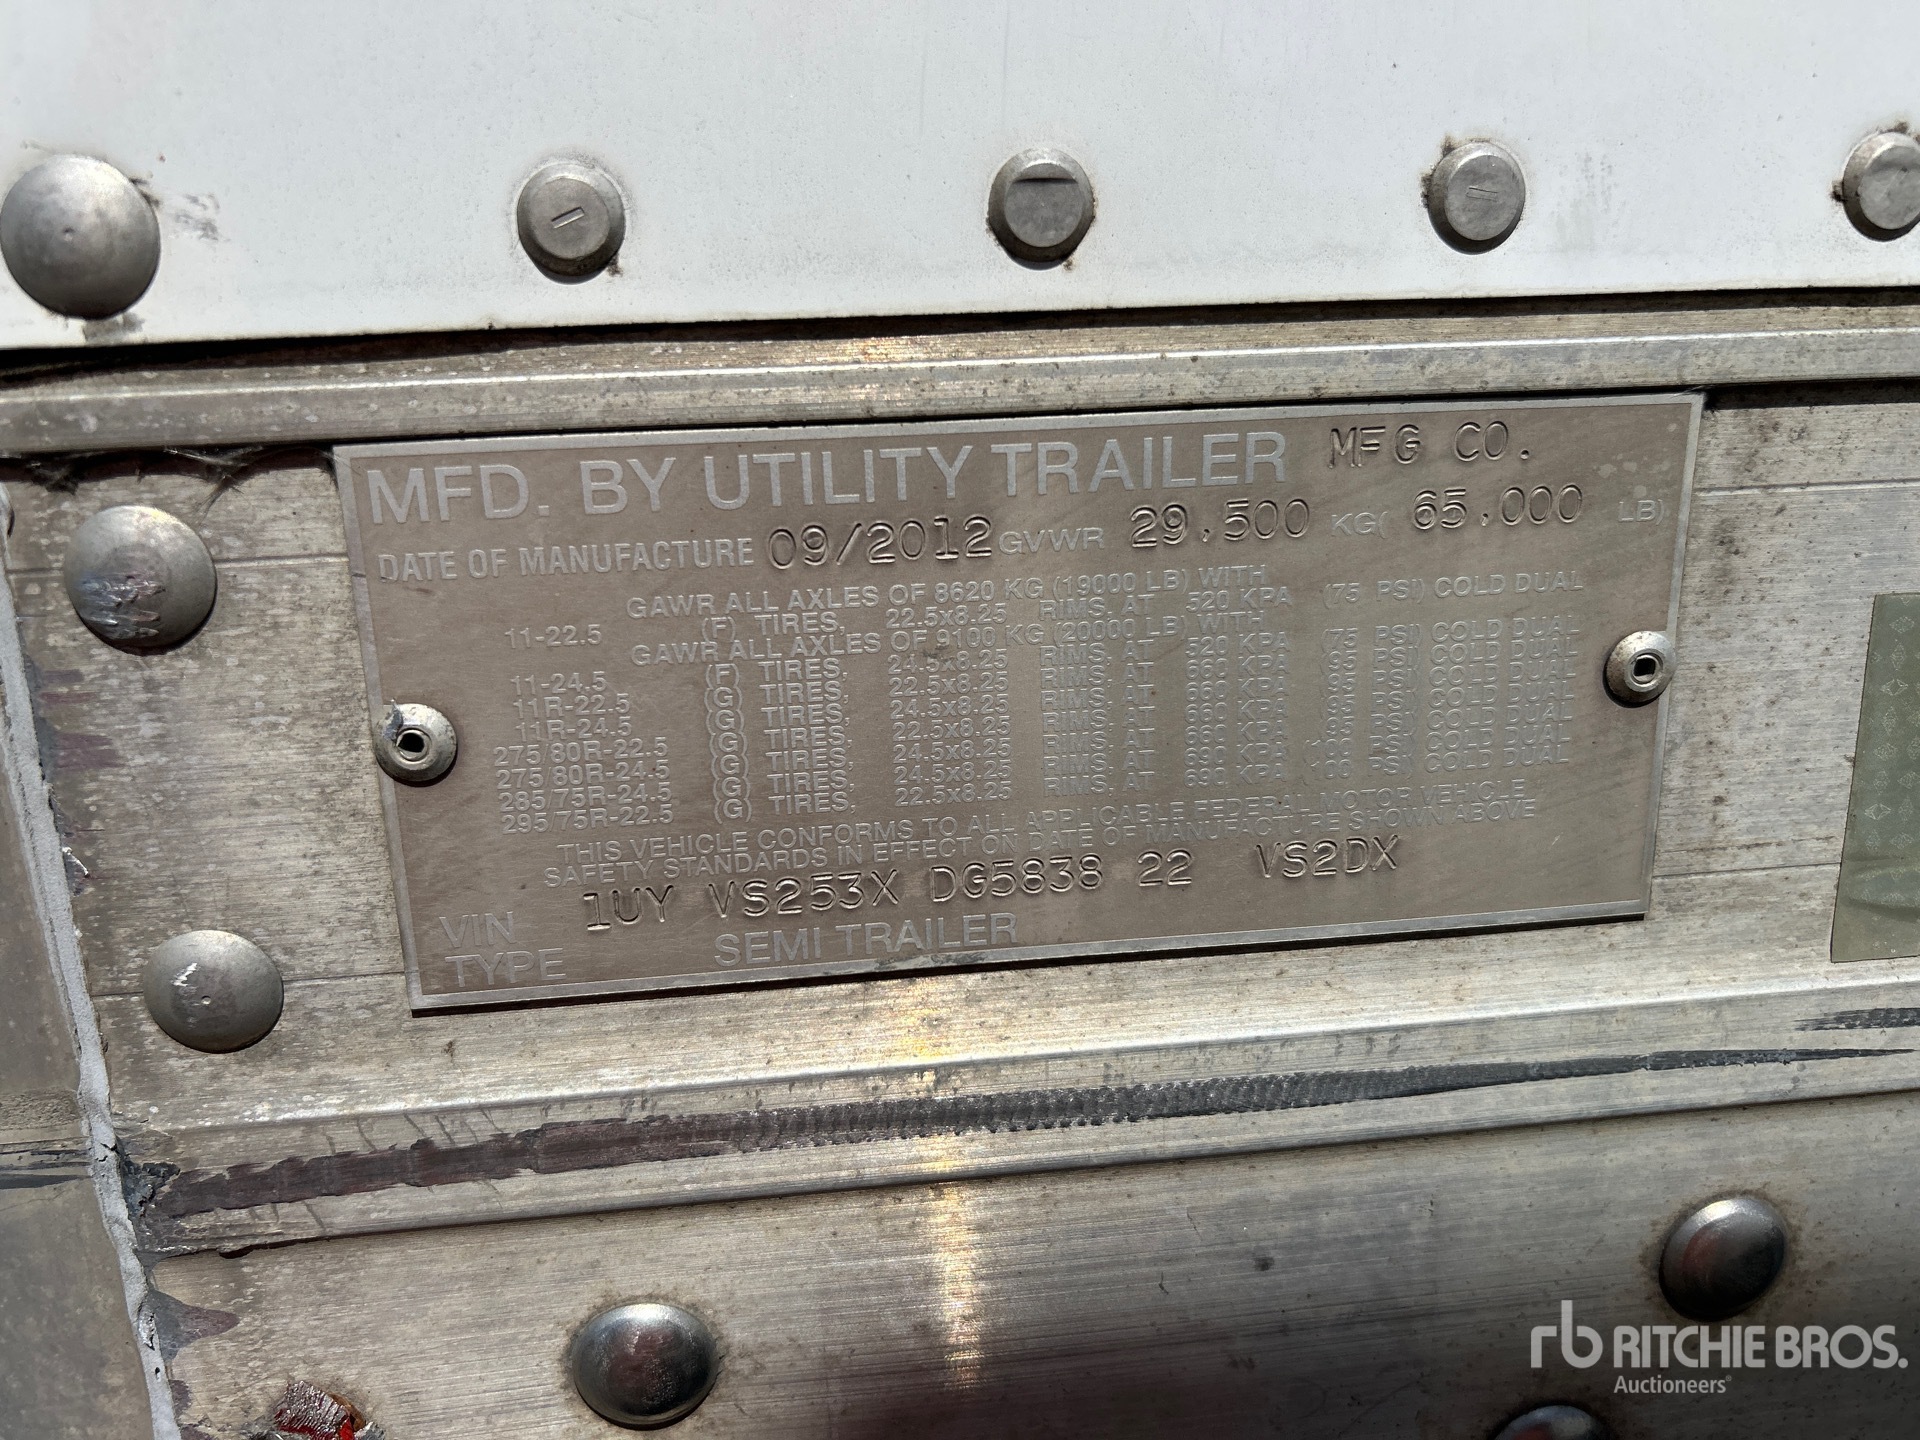 MFD. BY UTILITY TRAILER MFG CO.
DATE OF MANUFACTURE 09/2012 GVWR 29,500 KG( 65,000 LB)
GAWR ALL AXLES OF 8620 KG (19000 LB) WITH
11-22.5 (F) TIRES, 22.5x8.25 RIMS. AT 520 KPA (75 PSI) COLD DUAL
GAWR ALL AXLES OF 9100 KG (20000 LB) WITH
11-24.5 (F) TIRES, 24.5x8.25 RIMS. AT 520 KPA (75 PSI) COLD DUAL
11R-22.5 (G) TIRES, 22.5x8.25 RIMS. AT 660 KPA (95 PSI) COLD DUAL
11R-24.5 (G) TIRES, 24.5x8.25 RIMS. AT 660 KPA (95 PSI) COLD DUAL
275/80R-22.5 (G) TIRES, 22.5x8.25 RIMS. AT 660 KPA (95 PSI) COLD DUAL
275/80R-24.5 (G) TIRES, 24.5x8.25 RIMS. AT 660 KPA (95 PSI) COLD DUAL
285/75R-24.5 (G) TIRES, 24.5x8.25 RIMS. AT 690 KPA (100 PSI) COLD DUAL
295/75R-22.5 (G) TIRES, 22.5x8.25 RIMS. AT 690 KPA (100 PSI) COLD DUAL
THIS VEHICLE CONFORMS TO ALL APPLICABLE FEDERAL MOTOR VEHICLE
SAFETY STANDARDS IN EFFECT ON DATE OF MANUFACTURE SHOWN ABOVE
VIN 1UY VS253X DG5838 22 VS2DX
TYPE SEMI TRAILER
rb RITCHIE BROS.
Auctioneers